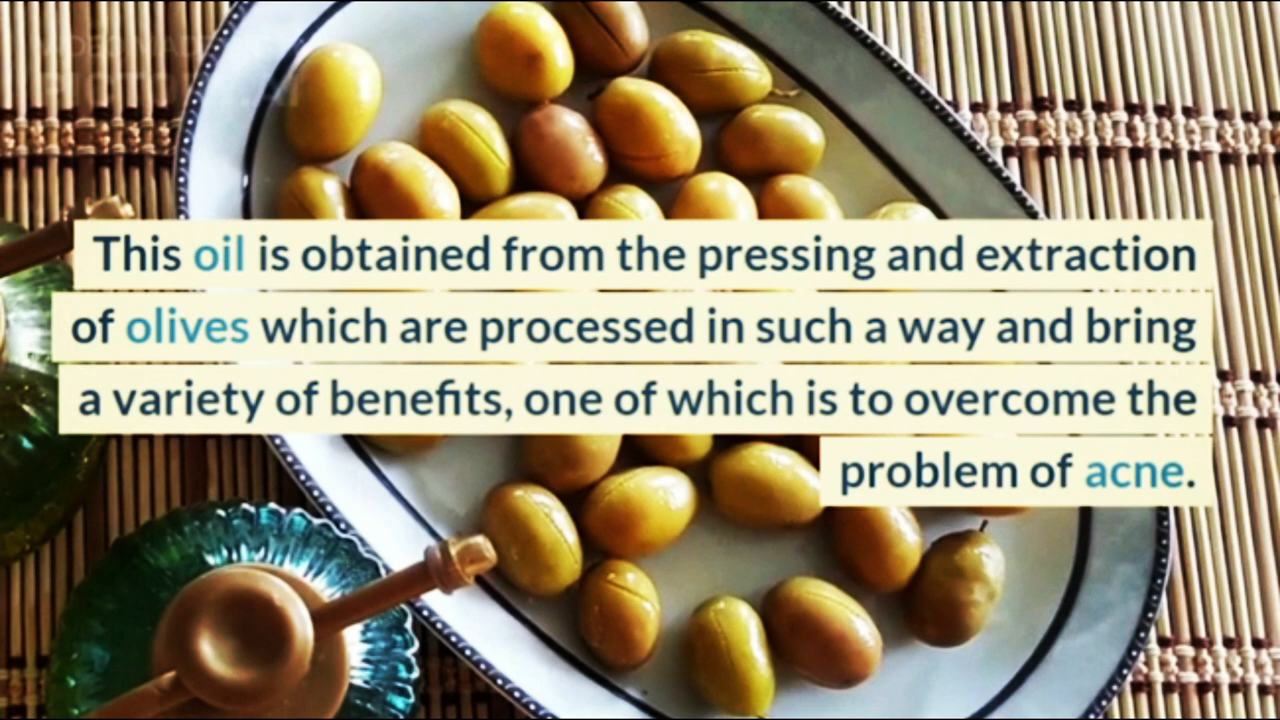 This oil is obtained from the pressing and extraction
of olives which are processed in such a way and bring
a variety of benefits, one of which is to overcome the
problem of acne.